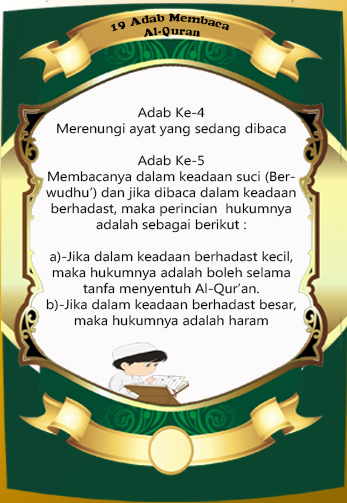 19 Adab Membaca
Al-Quran
Adab Ke-4
Merenungi ayat yang sedang dibaca
Adab Ke-5
Membacanya dalam keadaan suci (Ber-
wudhu’) dan jika dibaca dalam keadaan
berhadast, maka perincian hukumnya
adalah sebagai berikut :
a)-Jika dalam keadaan berhadast kecil,
maka hukumnya adalah boleh selama
tanfa menyentuh Al-Qur’an.
b)-Jika dalam keadaan berhadast besar,
maka hukumnya adalah haram